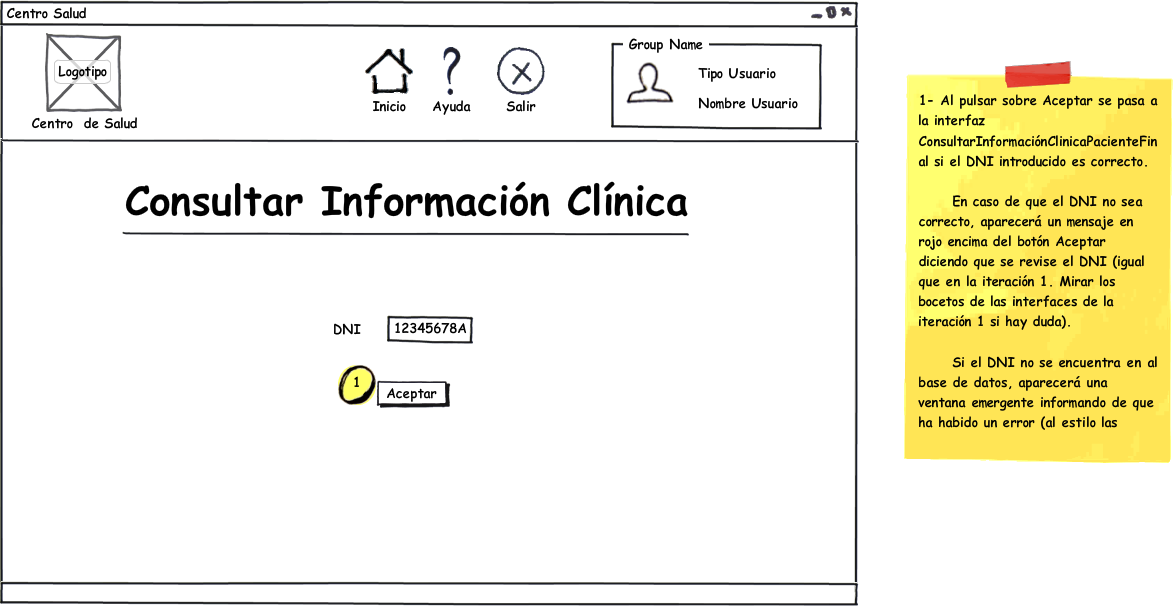 Centro Salud
Logotipo
Centro de Salud
Inicio
Ayuda
Salir
Group Name
Tipo Usuario
Nombre Usuario
Consultar Información Clínica
DNI
12345678A
1
Aceptar
1- Al pulsar sobre Aceptar se pasa a
la interfaz
ConsultarInformaciónClinicaPacienteFin
al si el DNI introducido es correcto.
En caso de que el DNI no sea
correcto, aparecerá un mensaje en
rojo encima del botón Aceptar
diciendo que se revise el DNI (igual
que en la iteración 1. Mirar los
bocetos de las interfaces de la
iteración 1 si hay duda).
Si el DNI no se encuentra en al
base de datos, aparecerá una
ventana emergente informando de que
ha habido un error (al estilo las